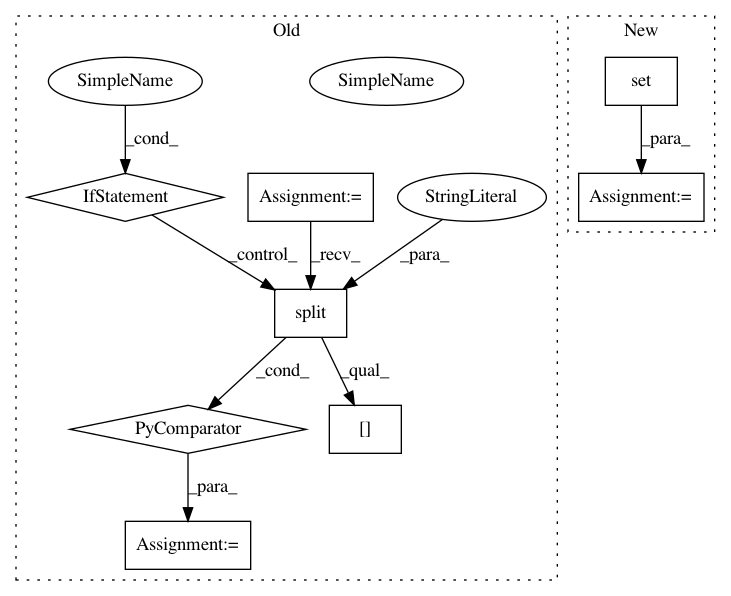 Old
New
SimpleName
SimpleName
set
_cond_
_para_
IfStatement
Assignment:=
StringLiteral
Assignment:=
_control_
_recv_
_para_
split
_cond_
_qual_
PyComparator
[]
_para_
Assignment:=